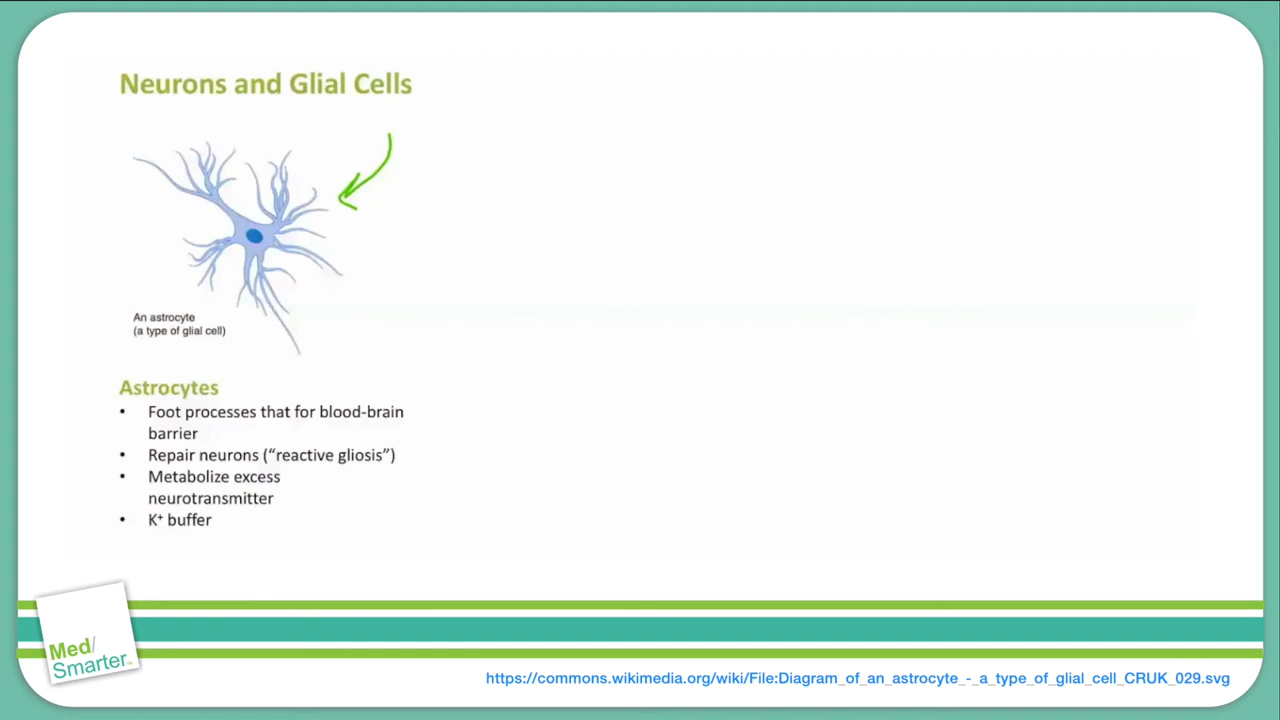 Neurons and Glial Cells
An astrocyte
(a type of glial cell)
Astrocytes
• Foot processes that for blood-brain
barrier
• Repair neurons (“reactive gliosis”)
• Metabolize excess
neurotransmitter
• K⁺ buffer
Med/
Smarter™
https://commons.wikimedia.org/wiki/File:Diagram_of_an_astrocyte_-_a_type_of_glial_cell_CRUK_029.svg